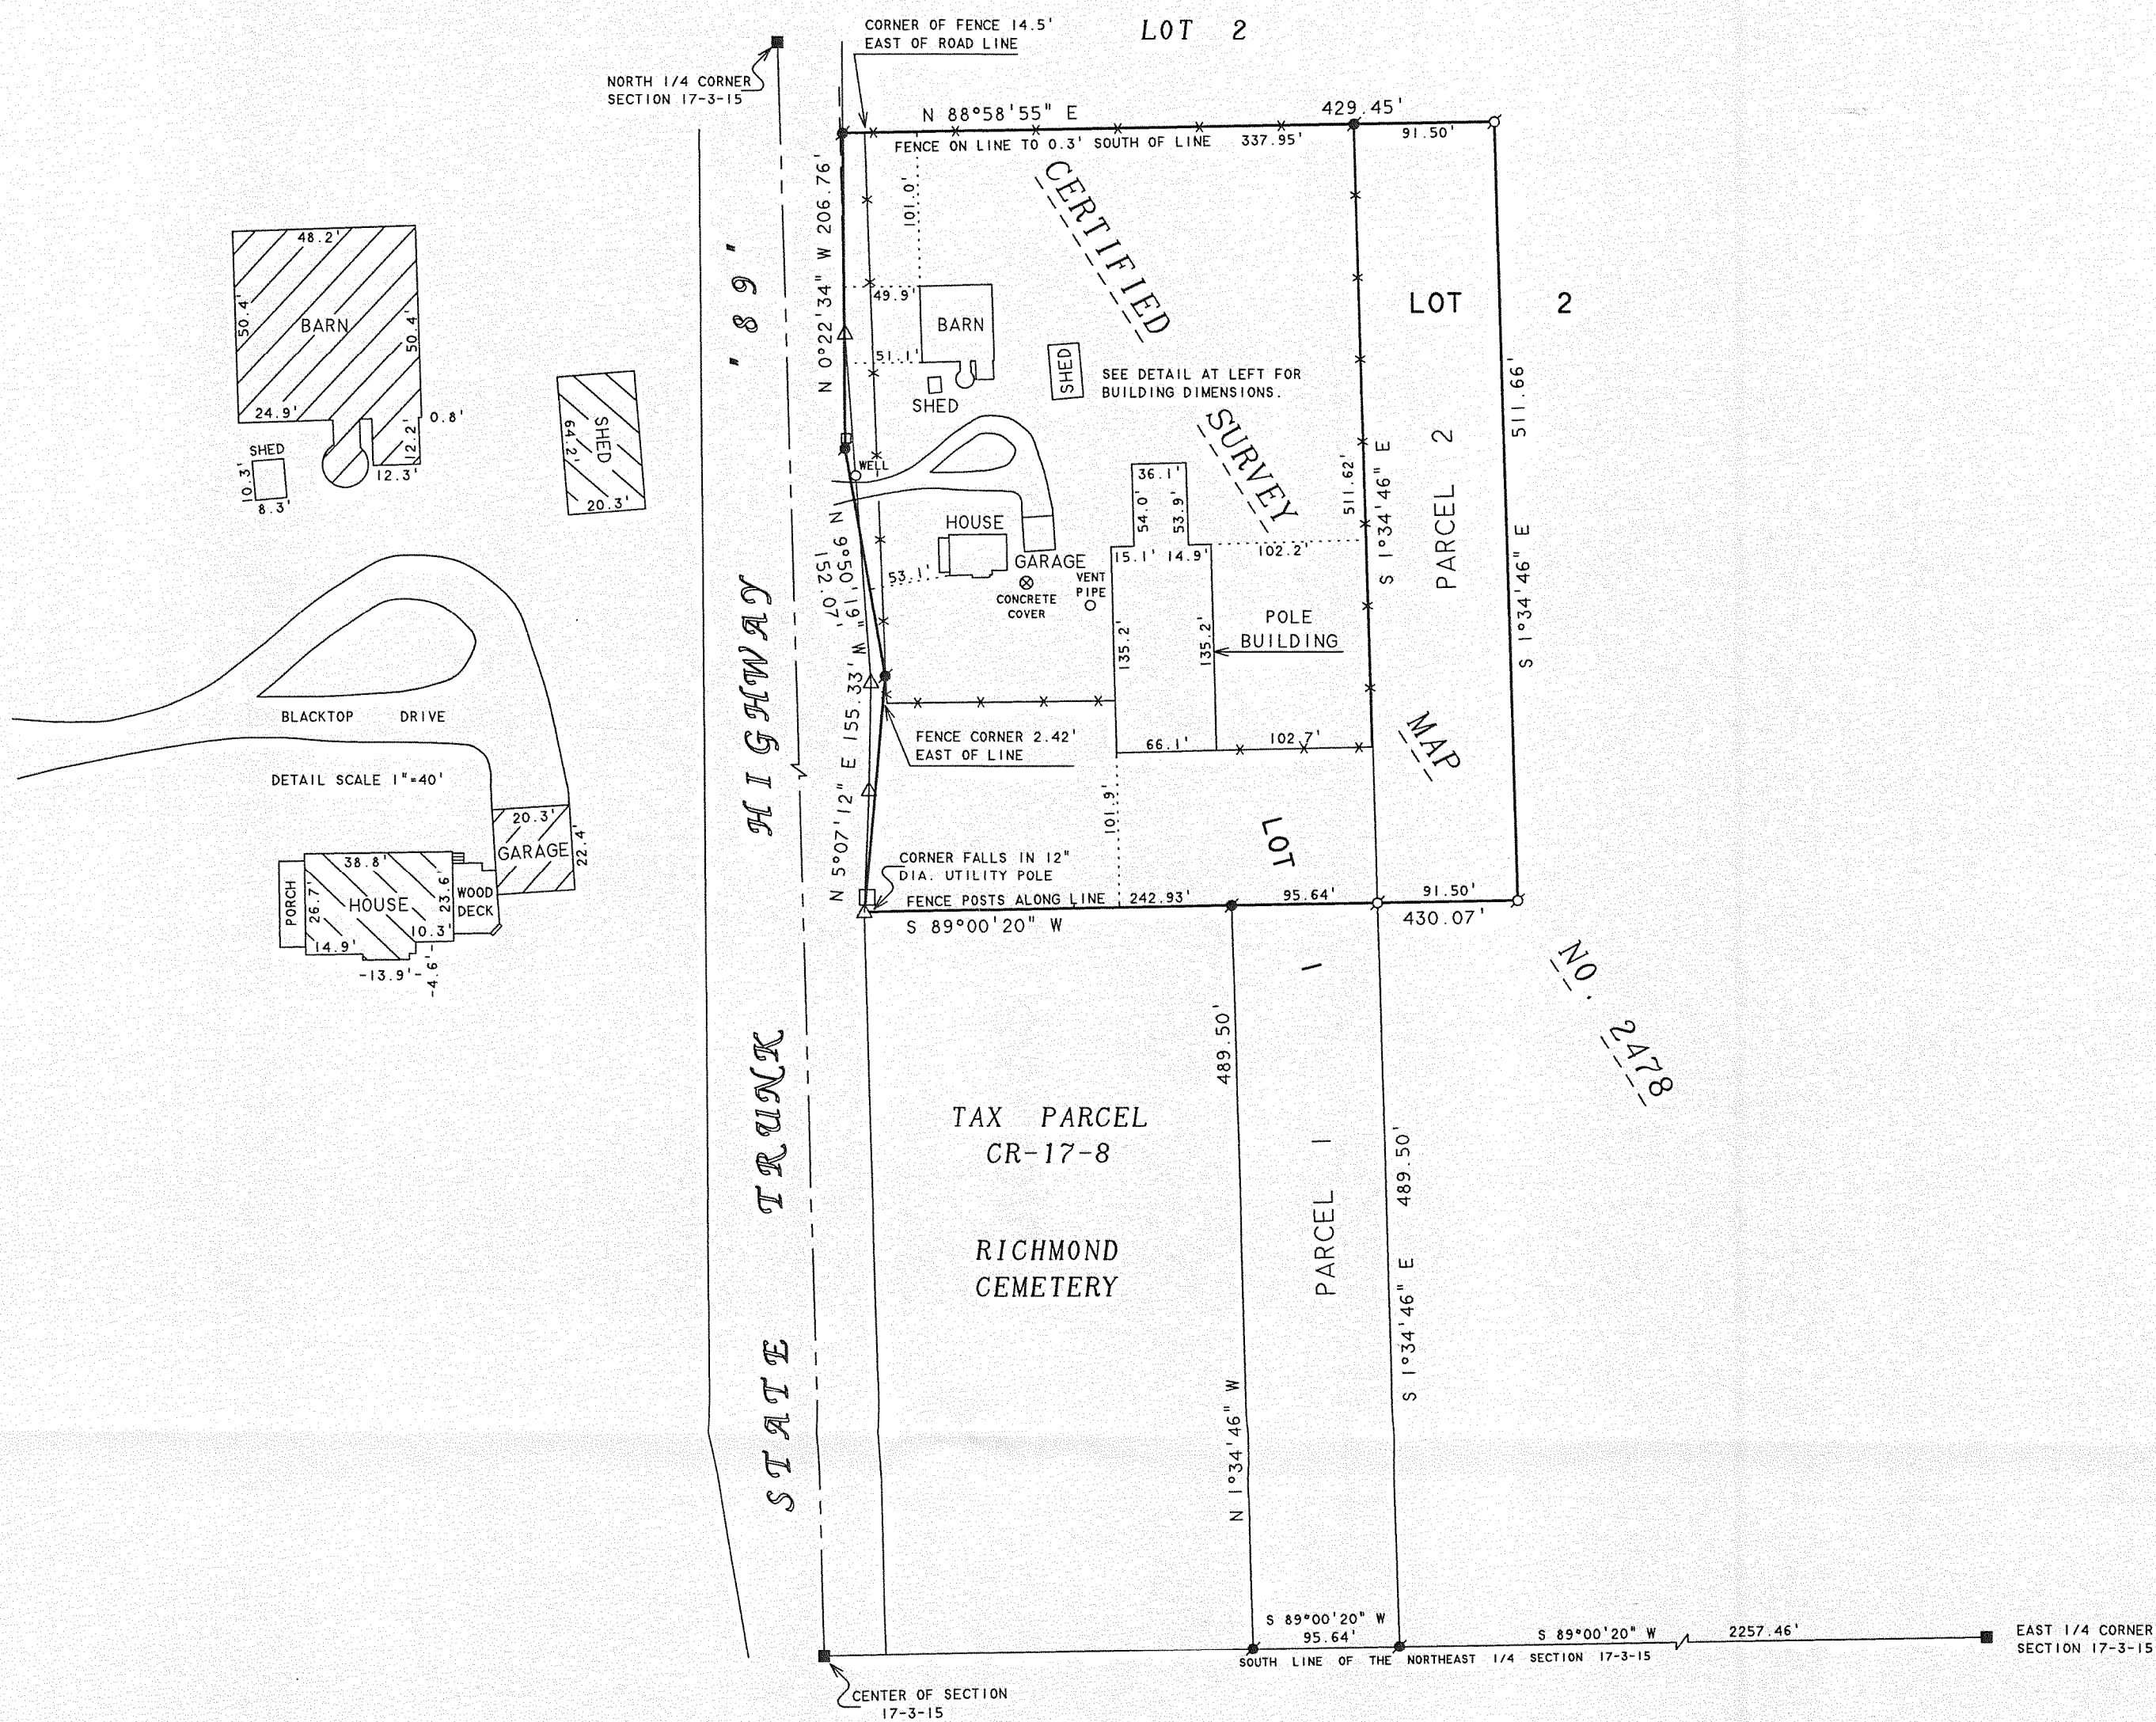 CORNER OF FENCE 14.5'
EAST OF ROAD LINE
LOT 2
NORTH 1/4 CORNER
SECTION 17-3-15
N 88°58'55" E
429.45'
FENCE ON LINE TO 0.3' SOUTH OF LINE 337.95'
91.50'
N 0°22'34" W 206.76'
101.0'
CERTIFIED
"89"
48.2'
50.4'
BARN
50.4'
24.9'
0.8'
12.2'
12.3'
SHED
10.3'
8.3'
SHED
64.2'
20.3'
49.9'
BARN
51.1'
SHED
SHED
SEE DETAIL AT LEFT FOR
BUILDING DIMENSIONS.
LOT 2
511.66'
S 1°34'46" E
PARCEL 2
SURVEY
511.62'
S 1°34'46" E
WELL
36.1'
54.0'
53.9'
15.1' 14.9'
102.2'
HOUSE
GARAGE
53.1'
CONCRETE
COVER
VENT
PIPE
N 9°50'19" W
152.07'
135.2'
135.2'
POLE
BUILDING
HIGHWAY
BLACKTOP DRIVE
DETAIL SCALE 1"=40'
N 5°07'12" E 155.33'
FENCE CORNER 2.42'
EAST OF LINE
66.1'
102.7'
MAP
101.9'
LOT
1
20.3'
GARAGE
22.4'
38.8'
PORCH
26.7'
HOUSE
23.6'
WOOD
DECK
10.3'
14.9'
-13.9'-
-4.6'-
CORNER FALLS IN 12"
DIA. UTILITY POLE
FENCE POSTS ALONG LINE 242.93'
95.64'
91.50'
S 89°00'20" W
430.07'
NO. 2478
489.50'
TAX PARCEL
CR-17-8
RICHMOND
CEMETERY
N 1°34'46" W
PARCEL 1
489.50'
S 1°34'46" E
TRUNK
STATE
S 89°00'20" W
95.64'
S 89°00'20" W
2257.46'
SOUTH LINE OF THE NORTHEAST 1/4 SECTION 17-3-15
EAST 1/4 CORNER
SECTION 17-3-15
CENTER OF SECTION
17-3-15